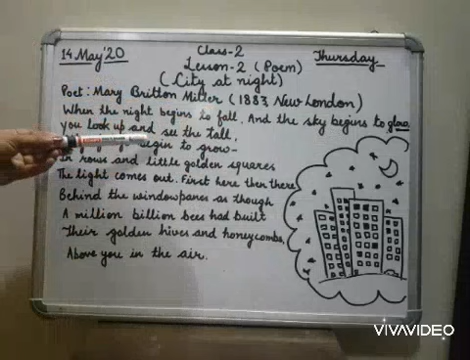 14 May'20
Class-2
Thursday
Lesson-2 (Poem)
(City at night)
Poet: Mary Britton Miller (1883 New London)
When the night begins to fall. And the sky begins to glow
you look up and see the tall,
begin to grow-
In rows and little golden squares
The light comes out. First here then there
Behind the windowpanes as though
A million billion bees had built
Their golden hives and honeycombs,
Above you in the air.
VIVAVIDEO